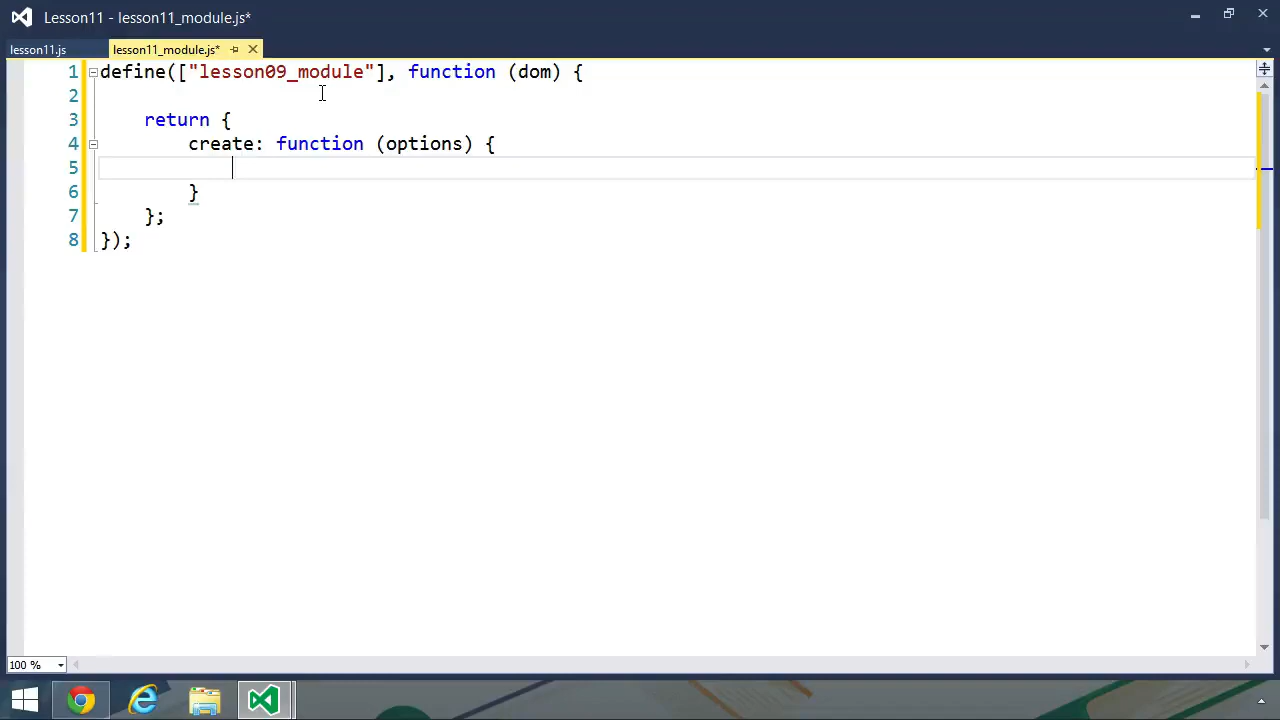 Lesson11 - lesson11_module.js*
lesson11.js
lesson11_module.js*
1 define(["lesson09_module"], function (dom) {
2
3 return {
4 create: function (options) {
5
6 }
7 };
8 });
100 %